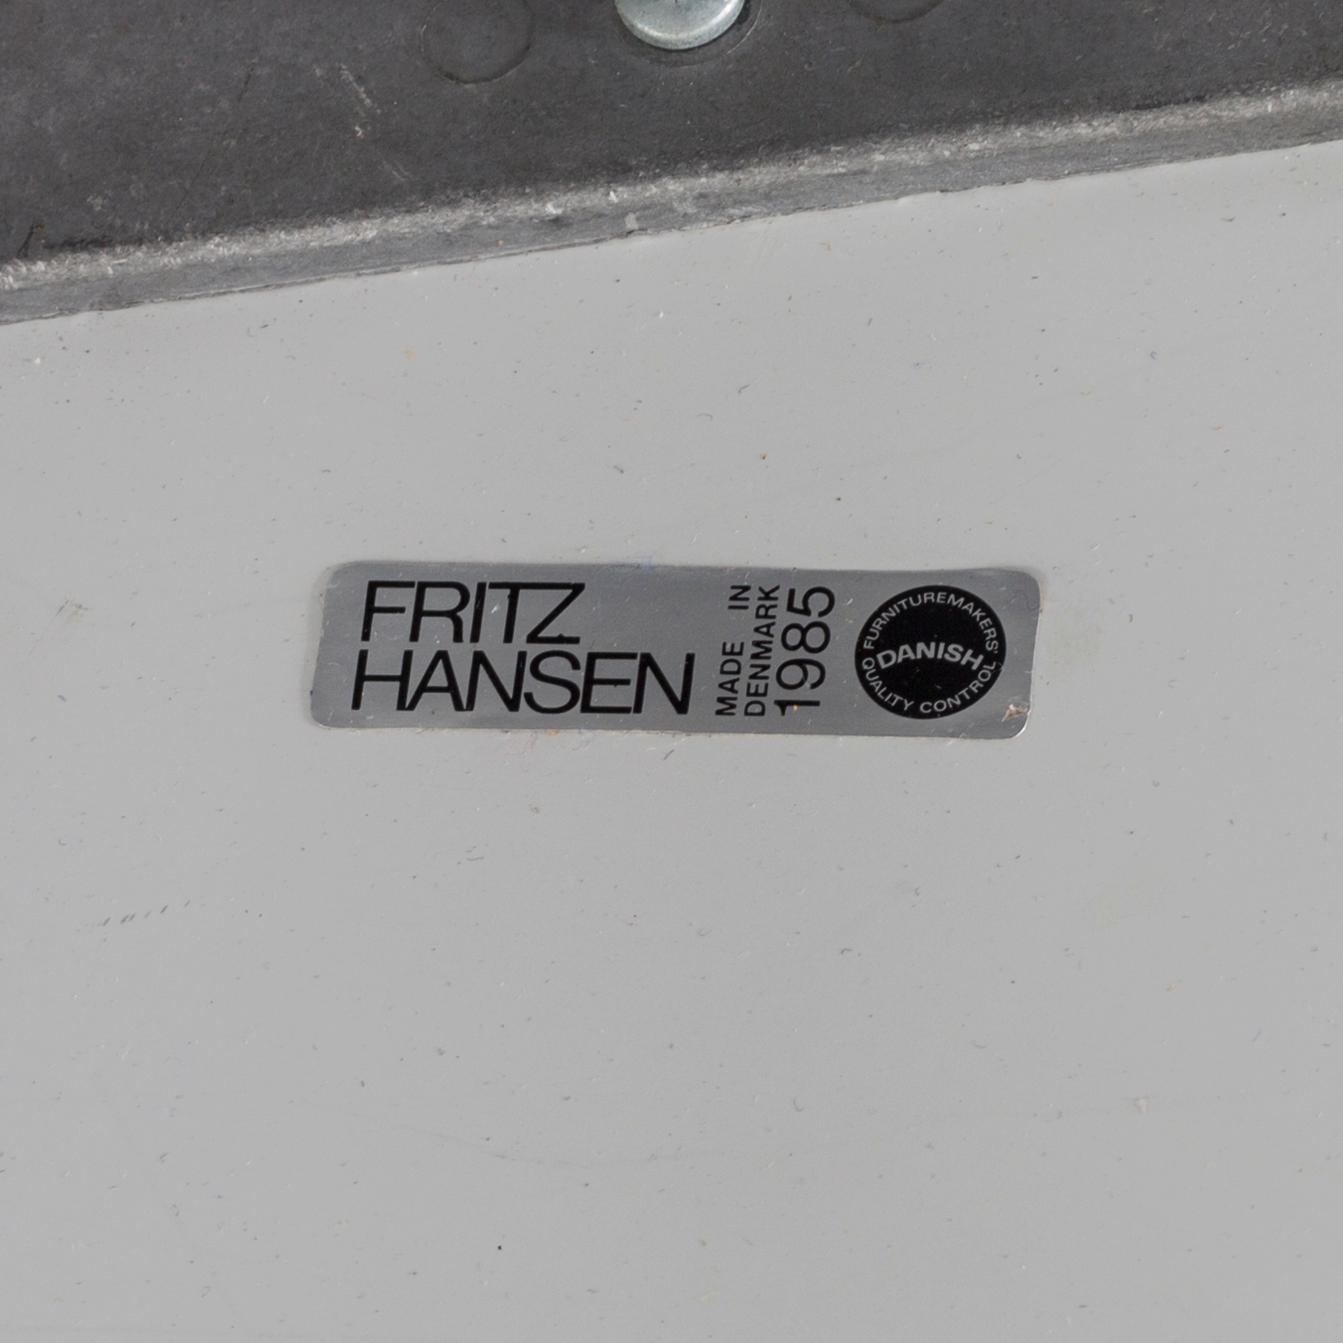 FRITZ
HANSEN
MADE IN
DENMARK
1985
FURNITUREMAKERS'
DANISH
QUALITY CONTROL